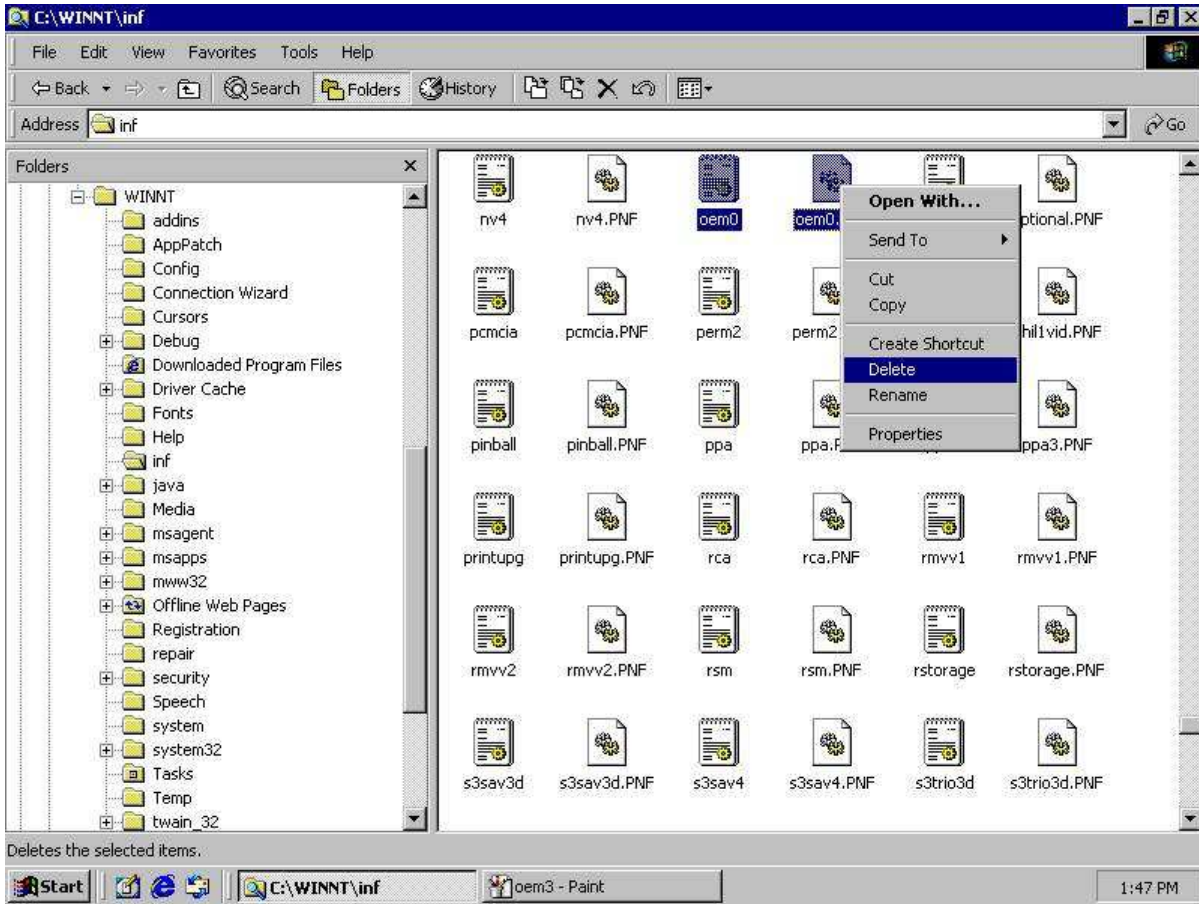 C:\WINNT\inf
File Edit View Favorites Tools Help
Back Search Folders History
Address inf Go
Folders
WINNT
addins
AppPatch
Config
Connection Wizard
Cursors
Debug
Downloaded Program Files
Driver Cache
Fonts
Help
inf
java
Media
msagent
msapps
mww32
Offline Web Pages
Registration
repair
security
Speech
system
system32
Tasks
Temp
twain_32
nv4 nv4.PNF oem0 oem0. ptional.PNF
pcmcia pcmcia.PNF perm2 perm2 hil1vid.PNF
pinball pinball.PNF ppa ppa.P ppa3.PNF
printupg printupg.PNF rca rca.PNF rmvv1 rmvv1.PNF
rmvv2 rmvv2.PNF rsm rsm.PNF rstorage rstorage.PNF
s3sav3d s3sav3d.PNF s3sav4 s3sav4.PNF s3trio3d s3trio3d.PNF
Open With...
Send To
Cut
Copy
Create Shortcut
Delete
Rename
Properties
Deletes the selected items.
Start C:\WINNT\inf oem3 - Paint 1:47 PM